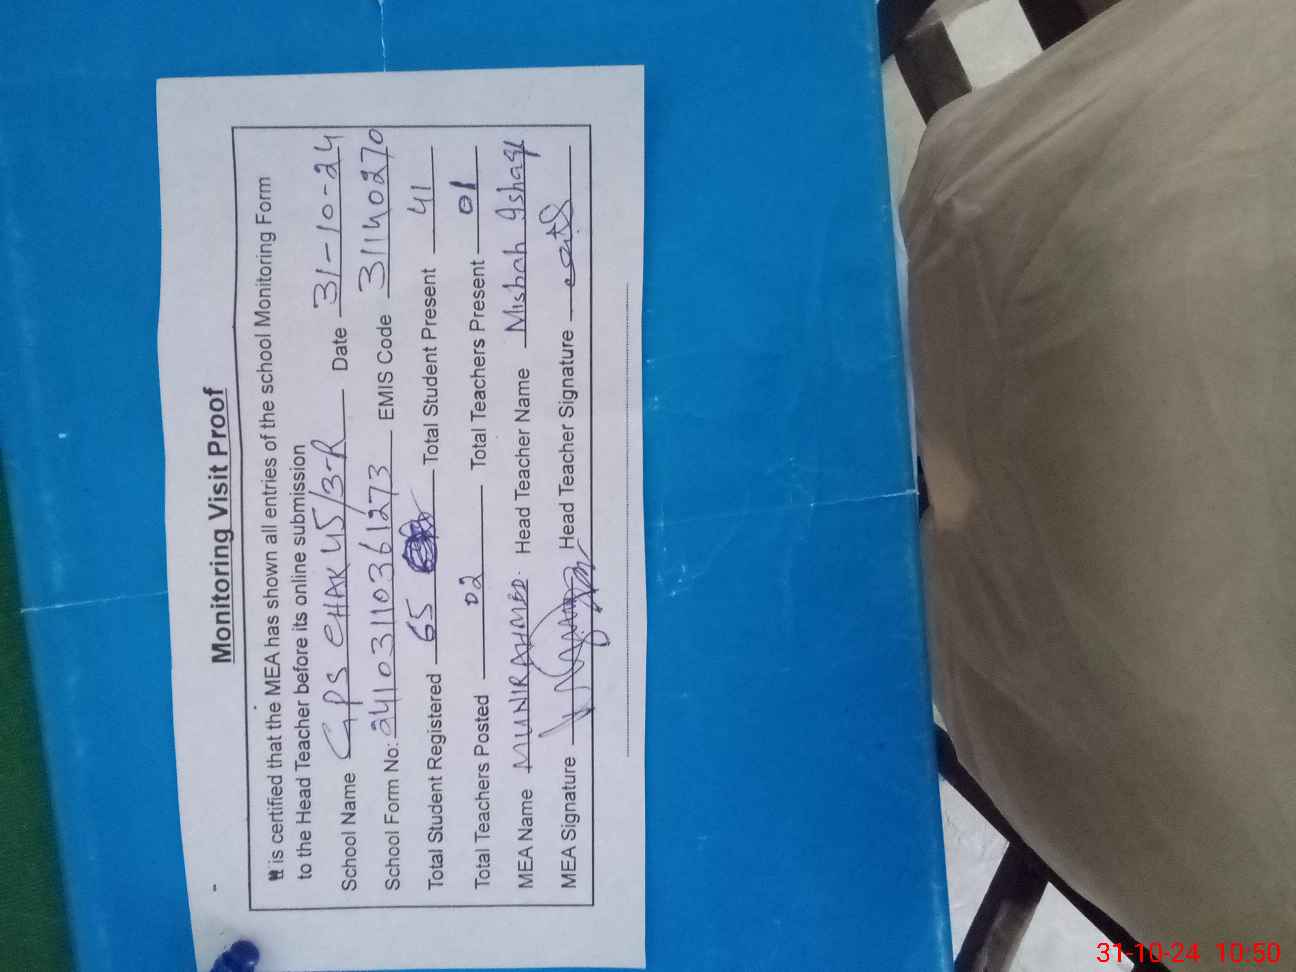 Monitoring Visit Proof
It is certified that the MEA has shown all entries of the school Monitoring Form
to the Head Teacher before its online submission
School Name GPS CHAK 45/3-R Date 31-10-24
School Form No: 241103110361273 EMIS Code 31140270
Total Student Registered 65 Total Student Present 41
Total Teachers Posted 02 Total Teachers Present 01
MEA Name MUNIR AHMED. Head Teacher Name Misbah Ishaq
MEA Signature Head Teacher Signature
31-10-24 10:50